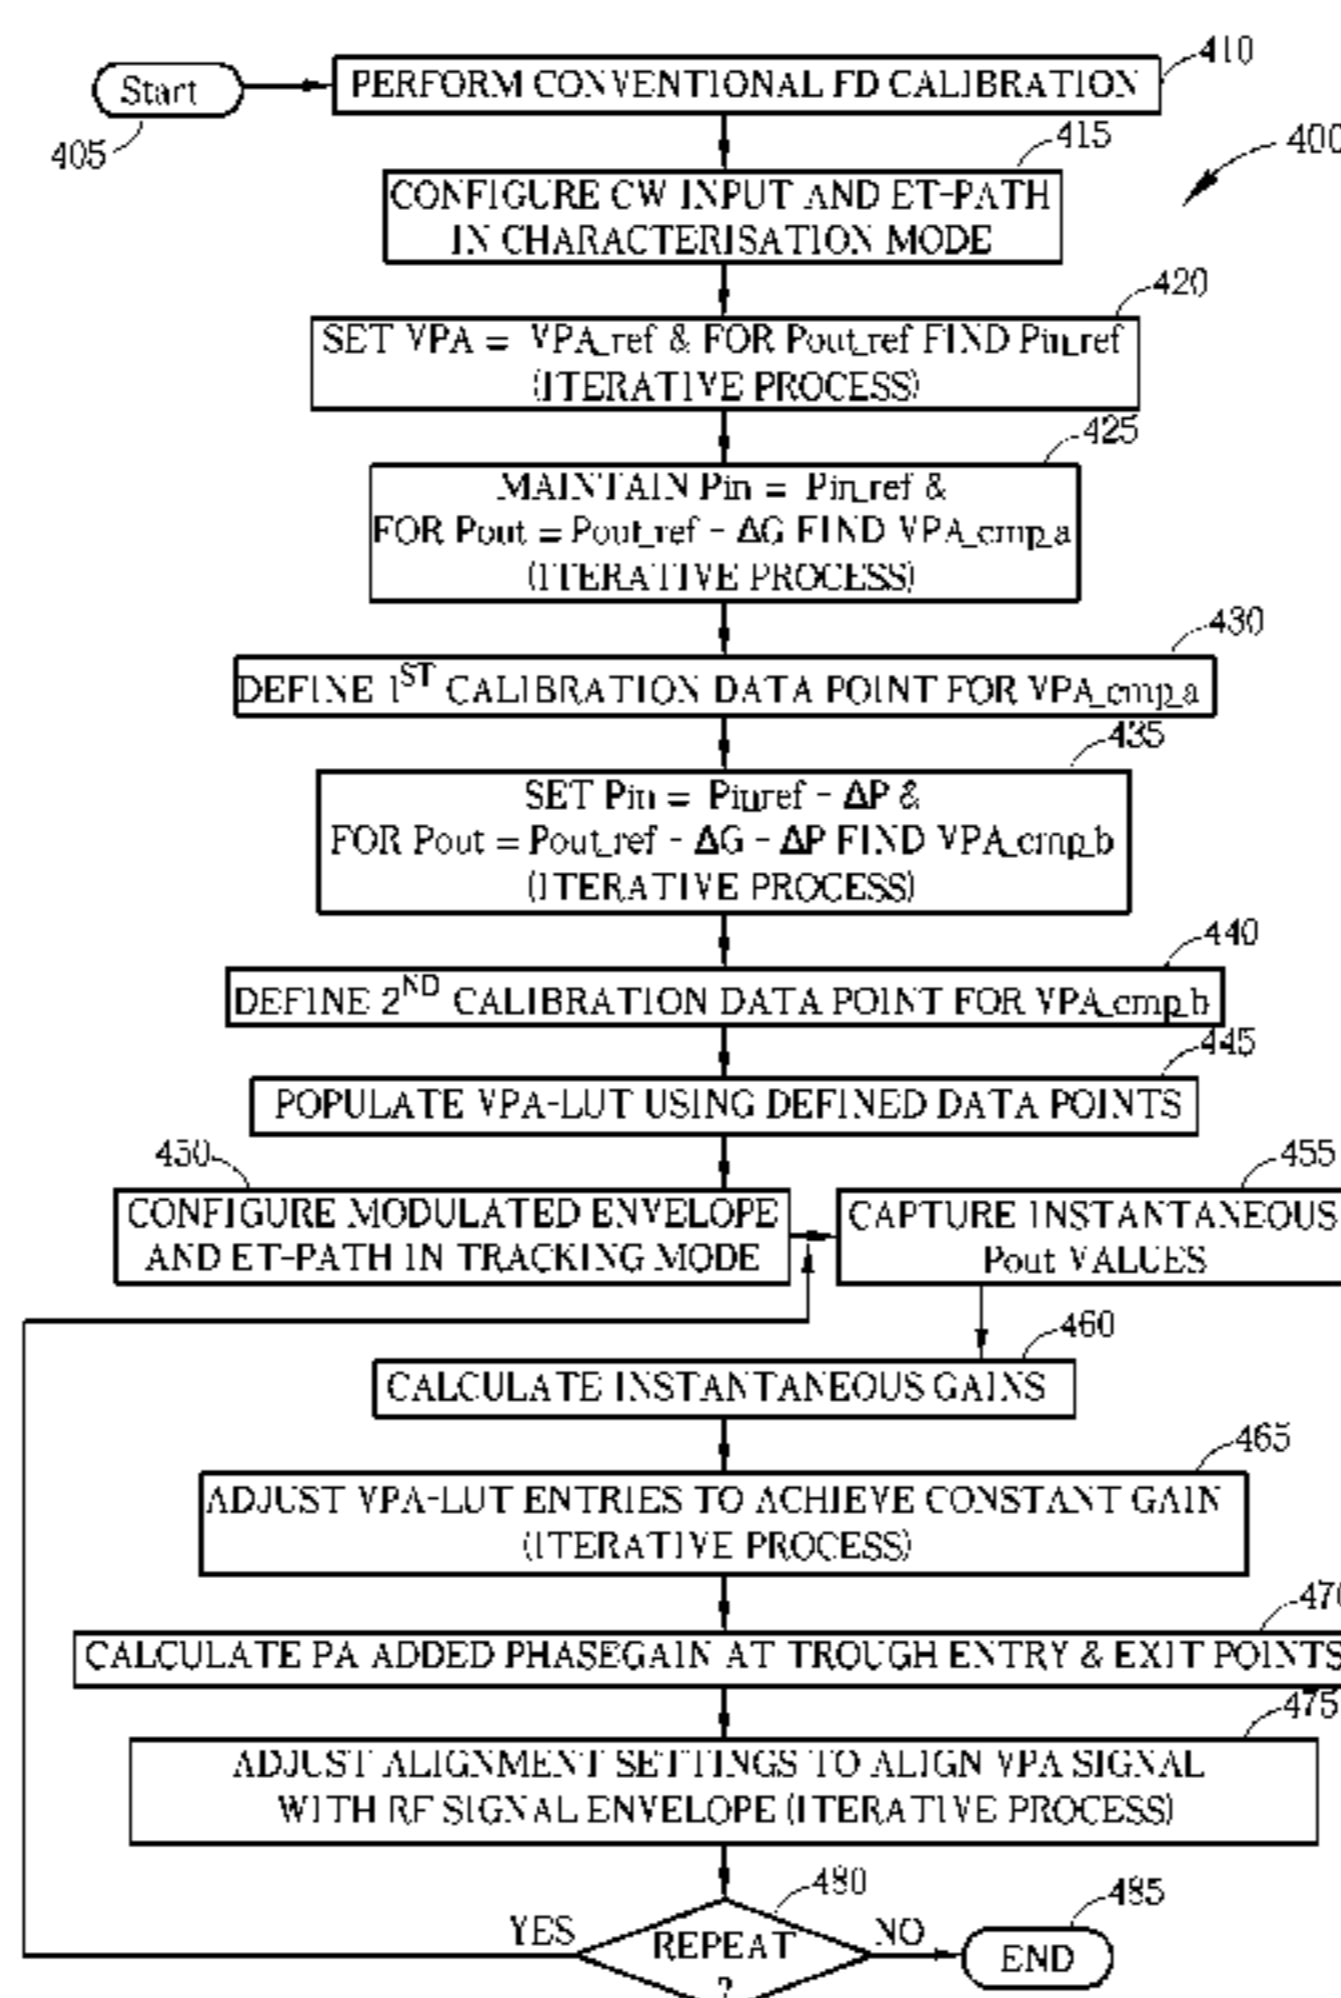 410
Start
PERFORM CONVENTIONAL FD CALIBRATION
405
415
400
CONFIGURE CW INPUT AND ET-PATH
IN CHARACTERISATION MODE
420
SET VPA = VPA_ref & FOR Pout_ref FIND Pin_ref
(ITERATIVE PROCESS)
425
MAINTAIN Pin = Pin_ref &
FOR Pout = Pout_ref - ΔG FIND VPA_cmp_a
(ITERATIVE PROCESS)
430
DEFINE 1ST CALIBRATION DATA POINT FOR VPA_cmp_a
435
SET Pin = Pin_ref - ΔP &
FOR Pout = Pout_ref - ΔG - ΔP FIND VPA_cmp_b
(ITERATIVE PROCESS)
440
DEFINE 2ND CALIBRATION DATA POINT FOR VPA_cmp_b
445
POPULATE VPA-LUT USING DEFINED DATA POINTS
450
455
CONFIGURE MODULATED ENVELOPE
AND ET-PATH IN TRACKING MODE
CAPTURE INSTANTANEOUS
Pout VALUES
460
CALCULATE INSTANTANEOUS GAINS
465
ADJUST VPA-LUT ENTRIES TO ACHIEVE CONSTANT GAIN
(ITERATIVE PROCESS)
470
CALCULATE PA ADDED PHASEGAIN AT TROUGH ENTRY & EXIT POINTS
475
ADJUST ALIGNMENT SETTINGS TO ALIGN VPA SIGNAL
WITH RF SIGNAL ENVELOPE (ITERATIVE PROCESS)
480
485
YES
REPEAT
?
NO
END